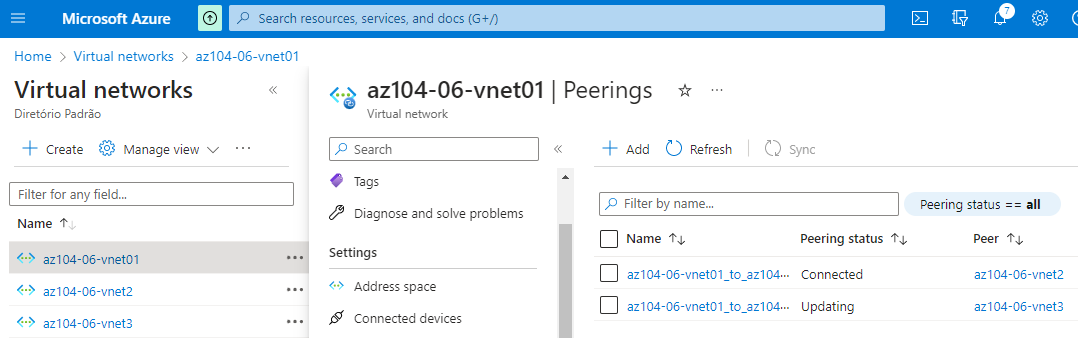 Microsoft Azure
Search resources, services, and docs (G+/)
7
Home > Virtual networks > az104-06-vnet01
Virtual networks
«
Diretório Padrão
Create
Manage view
...
Filter for any field...
Name ↑↓
az104-06-vnet01 ...
az104-06-vnet2 ...
az104-06-vnet3 ...
az104-06-vnet01 | Peerings
...
Virtual network
Search
«
Tags
Diagnose and solve problems
Settings
Address space
Connected devices
+ Add
Refresh
Sync
Filter by name...
Peering status == all
Name ↑↓ Peering status ↑↓ Peer ↑↓
az104-06-vnet01_to_az104-... Connected az104-06-vnet2
az104-06-vnet01_to_az104-... Updating az104-06-vnet3